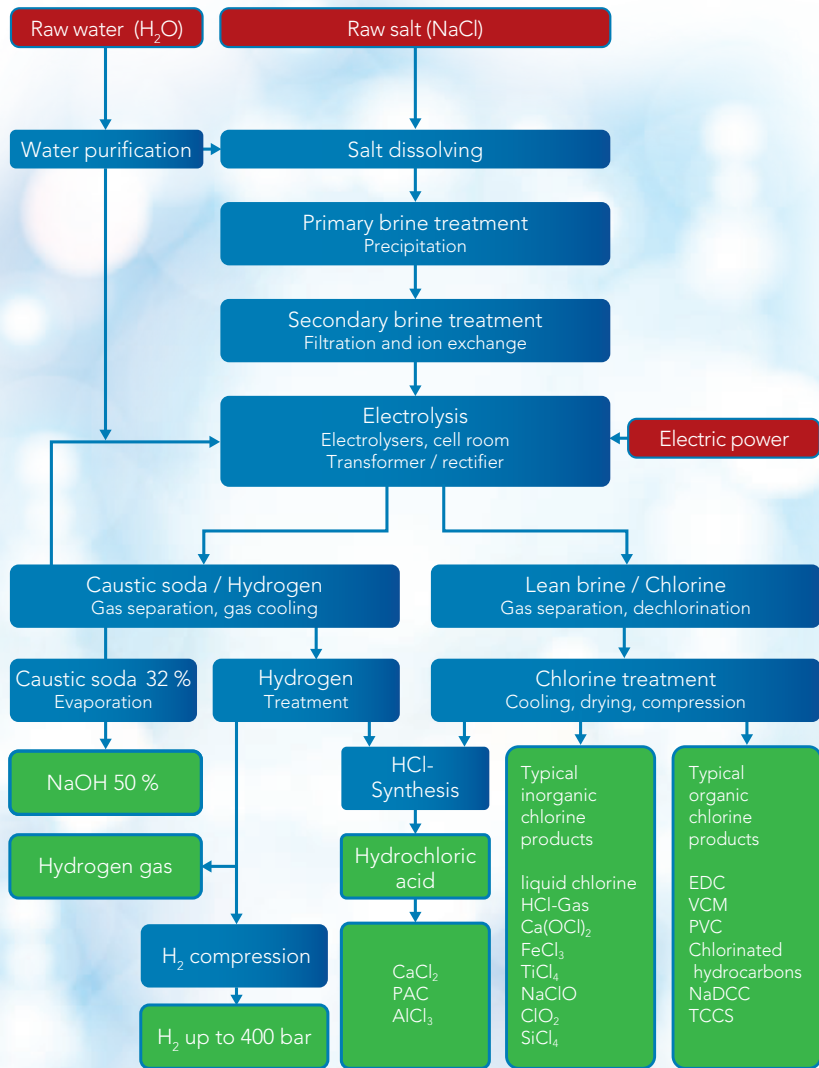 Raw water (H₂O)
Raw salt (NaCl)
Water purification
Salt dissolving
Primary brine treatment
Precipitation
Secondary brine treatment
Filtration and ion exchange
Electrolysis
Electrolysers, cell room
Transformer / rectifier
Electric power
Caustic soda / Hydrogen
Gas separation, gas cooling
Lean brine / Chlorine
Gas separation, dechlorination
Caustic soda 32 %
Evaporation
Hydrogen
Treatment
Chlorine treatment
Cooling, drying, compression
NaOH 50 %
HCl-
Synthesis
Hydrogen gas
Hydrochloric
acid
H₂ compression
H₂ up to 400 bar
CaCl₂
PAC
AlCl₃
Typical
inorganic
chlorine
products
liquid chlorine
HCl-Gas
Ca(OCl)₂
FeCl₃
TiCl₄
NaClO
ClO₂
SiCl₄
Typical
organic
chlorine
products
EDC
VCM
PVC
Chlorinated
hydrocarbons
NaDCC
TCCS